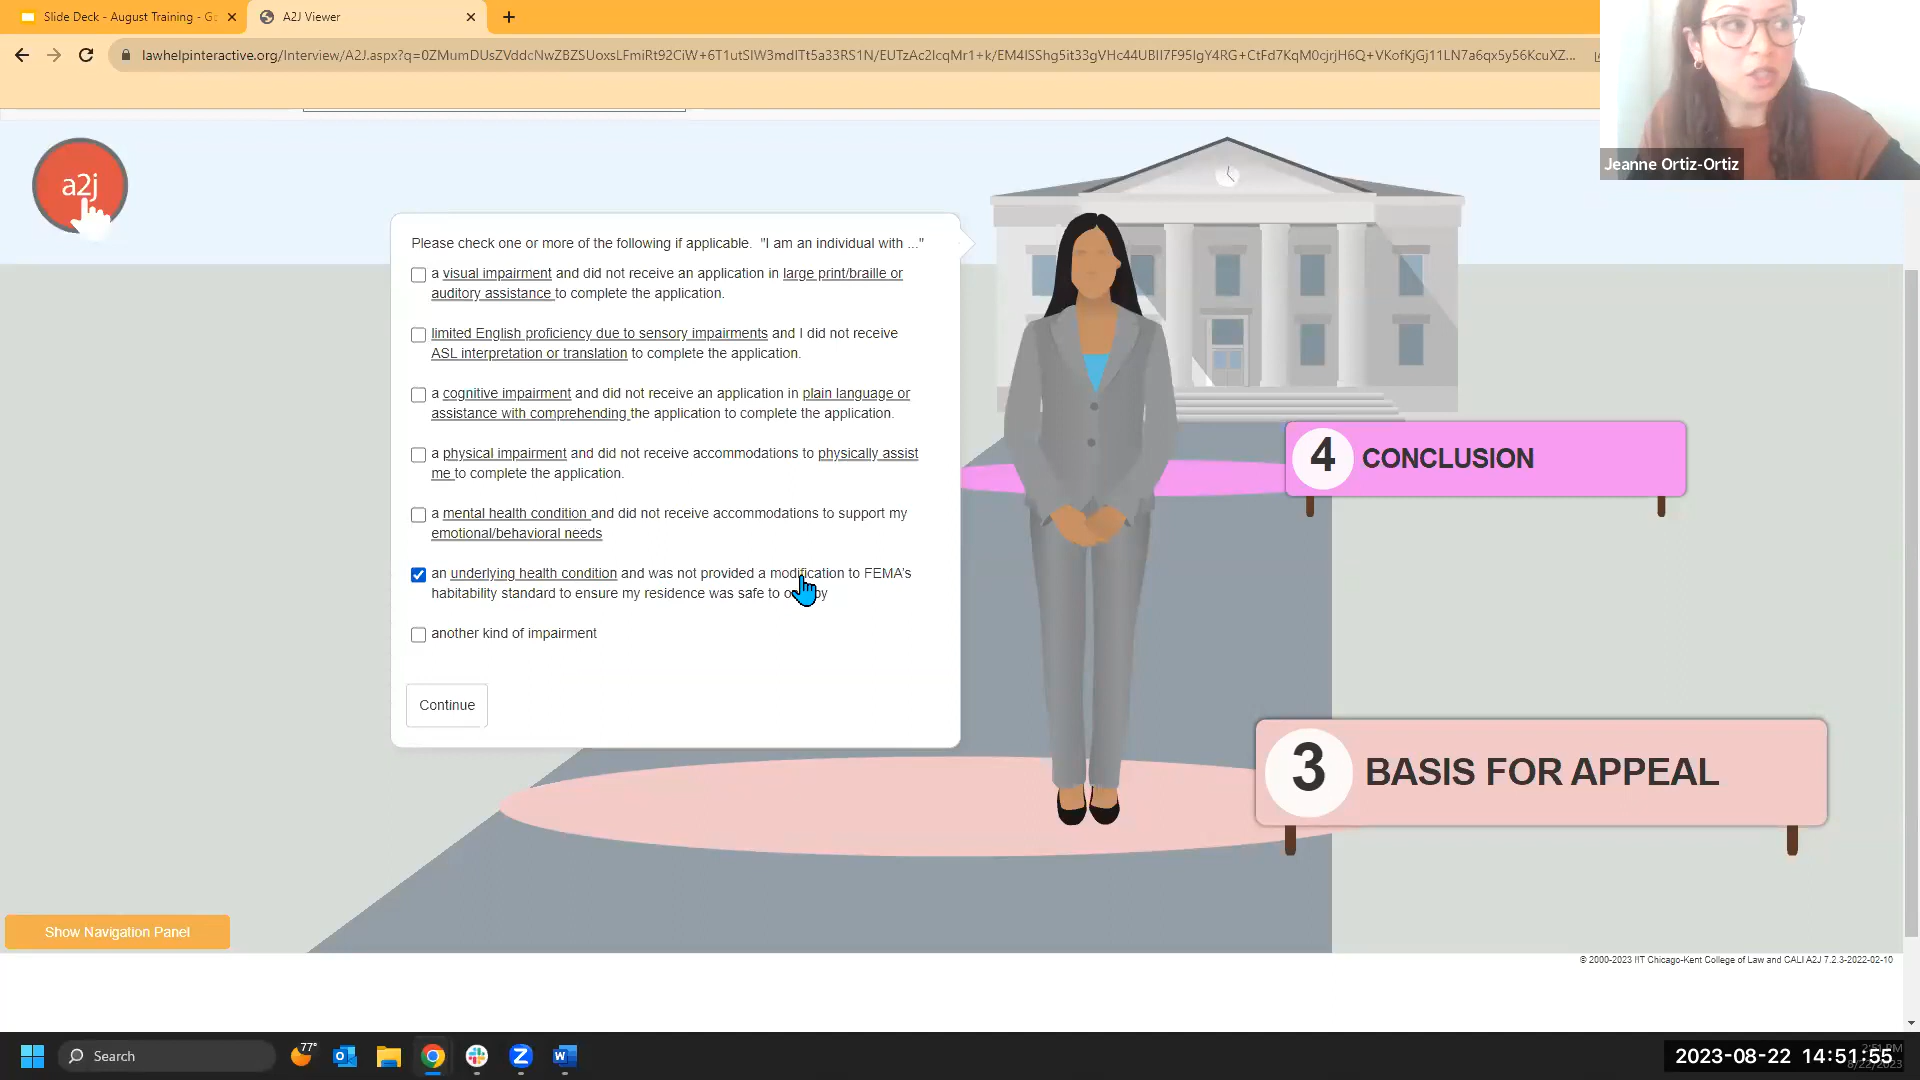 Slide Deck - August Training - G
A2J Viewer
lawhelpinteractive.org/Interview/A2J.aspx?
Jeanne Ortiz-Ortiz
a2j
Please check one or more of the following if applicable. "I am an individual with ..."
a visual impairment and did not receive an application in large print/braille or
auditory assistance to complete the application.
limited English proficiency due to sensory impairments and I did not receive
ASL interpretation or translation to complete the application.
a cognitive impairment and did not receive an application in plain language or
assistance with comprehending the application to complete the application.
a physical impairment and did not receive accommodations to physically assist
me to complete the application.
a mental health condition and did not receive accommodations to support my
emotional/behavioral needs
an underlying health condition and was not provided a modification to FEMA's
habitability standard to ensure my residence was safe to
another kind of impairment
Continue
4 CONCLUSION
3 BASIS FOR APPEAL
Show Navigation Panel
© 2000-2023 IIT Chicago-Kent College of Law and CALI A2J 7.2.3-2022-02-10
Search
77°
2023-08-22 14:51:55